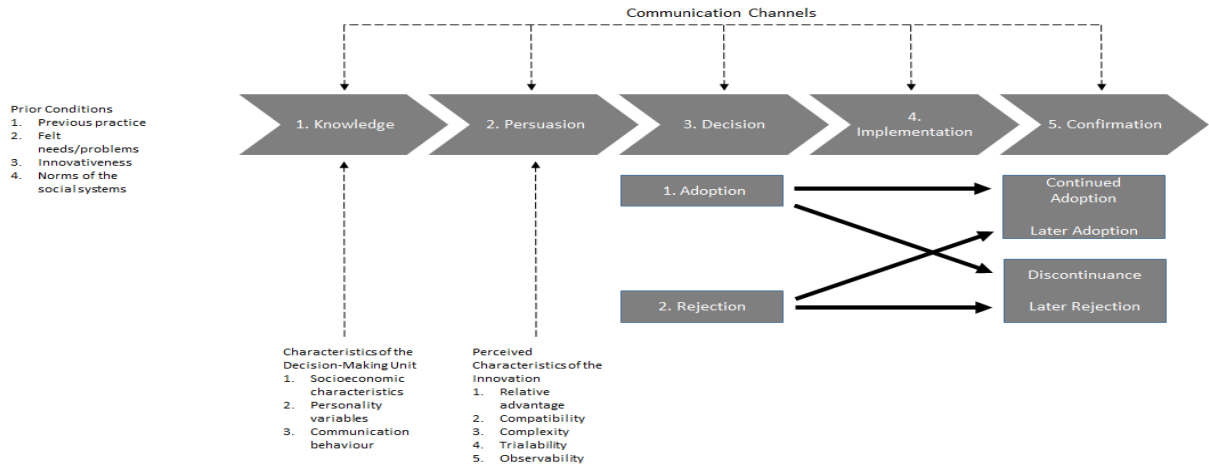 Communication Channels
Prior Conditions
1. Previous practice
2. Felt
needs/problems
3. Innovativeness
4. Norms of the
social systems
1. Knowledge
2. Persuasion
3. Decision
4.
Implementation
5. Confirmation
1. Adoption
Continued
Adoption
Later Adoption
2. Rejection
Discontinuance
Later Rejection
Characteristics of the
Decision-Making Unit
1. Socioeconomic
characteristics
2. Personality
variables
3. Communication
behaviour
Perceived
Characteristics of the
Innovation
1. Relative
advantage
2. Compatibility
3. Complexity
4. Trialability
5. Observability